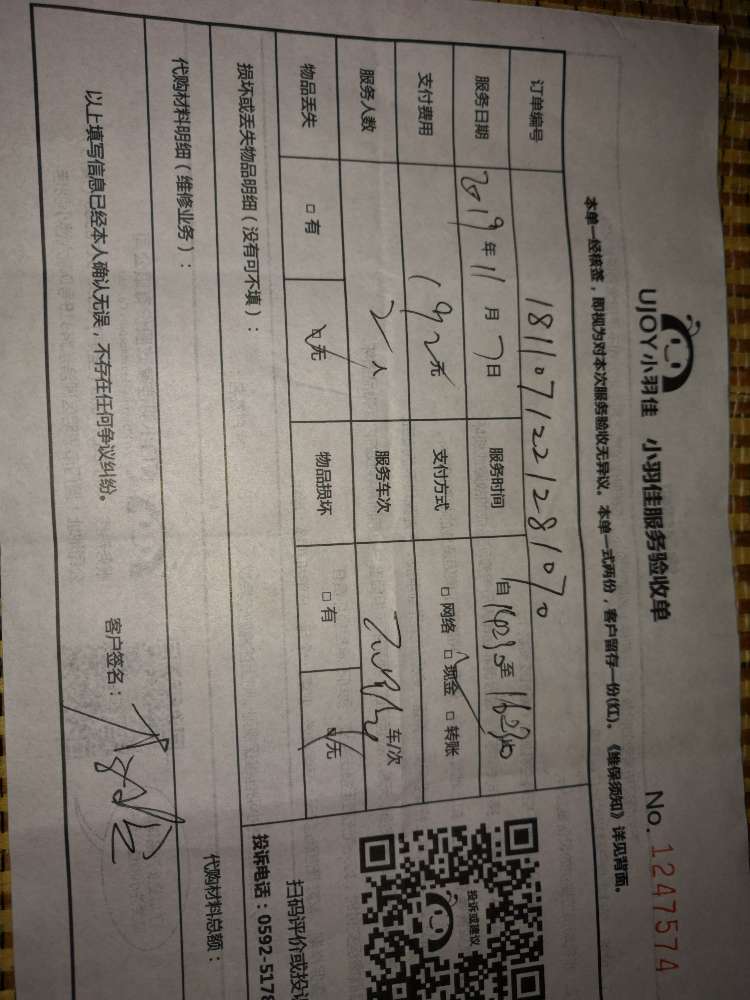 UJOY小羽佳 小羽佳服务验收单 No. 1247574
本单一经核签，即视为对本次服务验收无异议。本单一式两份，客户留存一份(红)。《维保须知》详见背面。
订单编号
服务日期 2019年11月7日 服务时间 自 至
支付费用 192元 支付方式 □ 网络 □ 现金 □ 转账
服务人数 2人 服务车次 车/次
物品丢失 □ 有 □ 无 物品损坏 □ 有 □ 无
损坏或丢失物品明细（没有可不填）：
代购材料明细（维修业务）： 代购材料总额：
以上填写信息已经本人确认无误，不存在任何争议纠纷。 客户签名：
投诉或建议
扫码评价或投
投诉电话：0592-5178